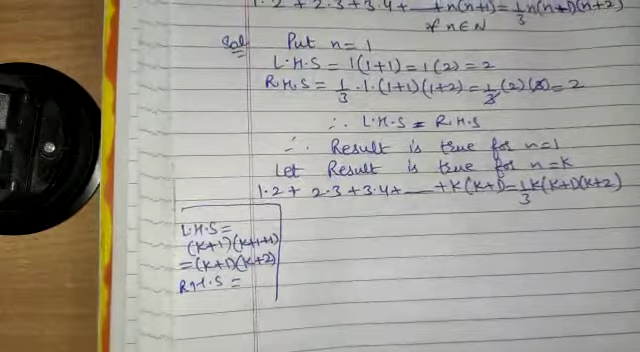 1.2 + 2.3 + 3.4 + __ + n(n+1) = 1/3 n(n+1)(n+2)
∀ n ∈ N
Sol Put n = 1
L.H.S = 1(1+1) = 1(2) = 2
R.H.S = 1/3 . 1 . (1+1)(1+2) = 1/3 (2)(3) = 2
∴ L.H.S = R.H.S
∴ Result is true for n=1
Let Result is true for n=K
1.2 + 2.3 + 3.4 + __ + K(K+1) = 1/3 K(K+1)(K+2)
L.H.S =
(K+1)(K+1+1)
= (K+1)(K+2)
R.H.S =